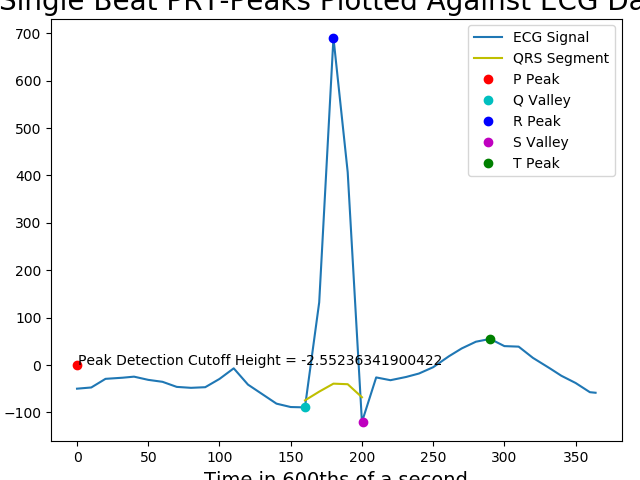 Single Beat PRT-Peaks Plotted Against ECG Da
700
600
500
400
300
200
100
0
−100
ECG Signal
QRS Segment
P Peak
Q Valley
R Peak
S Valley
T Peak
Peak Detection Cutoff Height = -2.55236341900422
0 50 100 150 200 250 300 350
Time in 600ths of a second